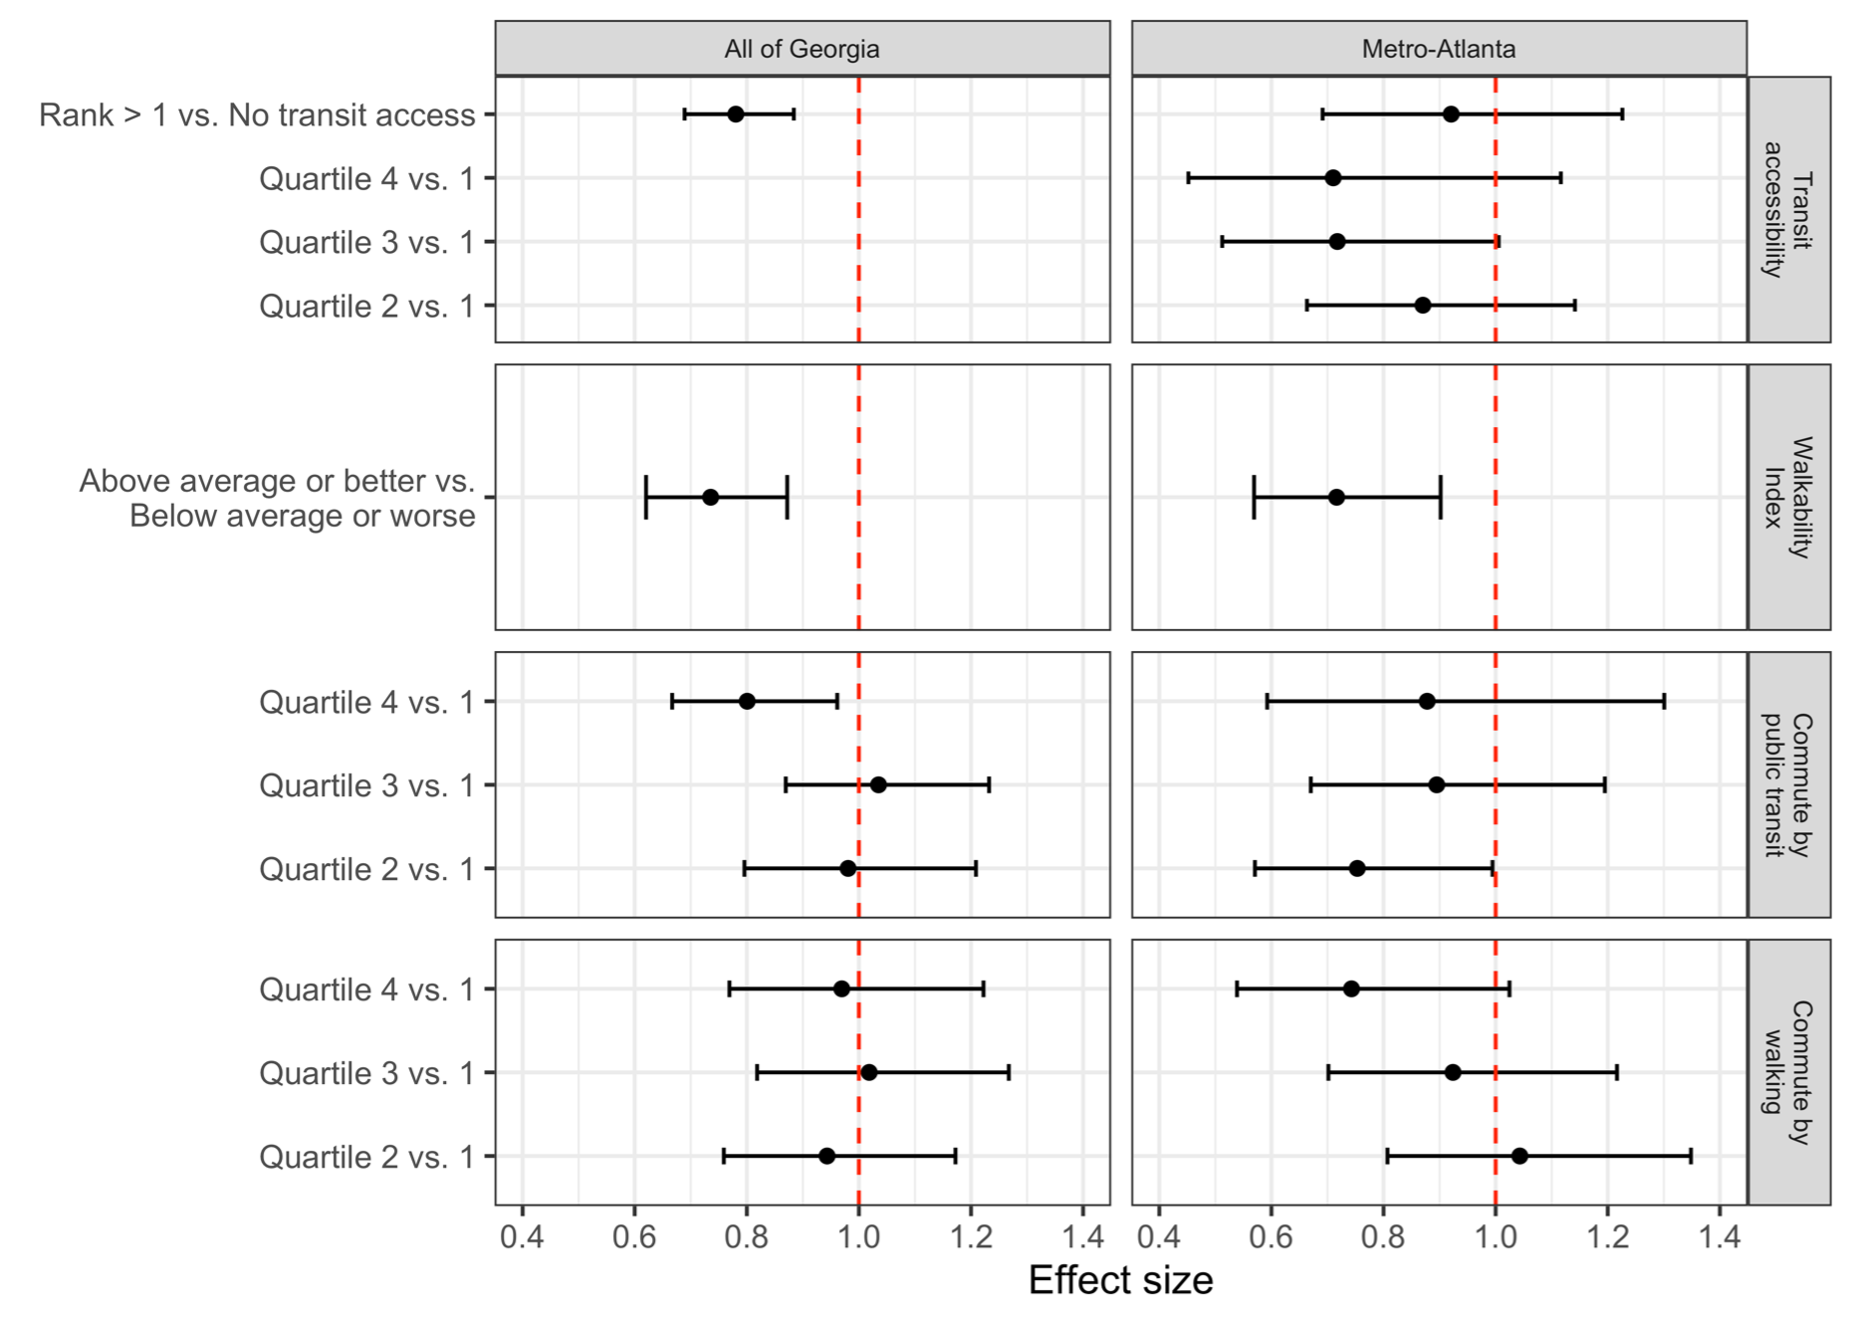 All of Georgia
Metro-Atlanta
Rank > 1 vs. No transit access
Quartile 4 vs. 1
Quartile 3 vs. 1
Quartile 2 vs. 1
Transit
accessibility
Above average or better vs.
Below average or worse
Walkability
Index
Quartile 4 vs. 1
Quartile 3 vs. 1
Quartile 2 vs. 1
Commute by
public transit
Quartile 4 vs. 1
Quartile 3 vs. 1
Quartile 2 vs. 1
Commute by
walking
0.4 0.6 0.8 1.0 1.2 1.4
0.4 0.6 0.8 1.0 1.2 1.4
Effect size